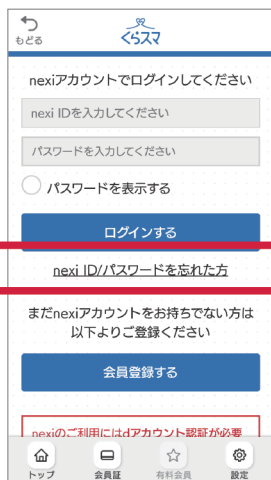 もどる
くらスマ
nexiアカウントでログインしてください
nexi IDを入力してください
パスワードを入力してください
パスワードを表示する
ログインする
nexi ID/パスワードを忘れた方
まだnexiアカウントをお持ちでない方は
以下よりご登録ください
会員登録する
nexiのご利用にはdアカウント認証が必要
トップ
会員証
有料会員
設定